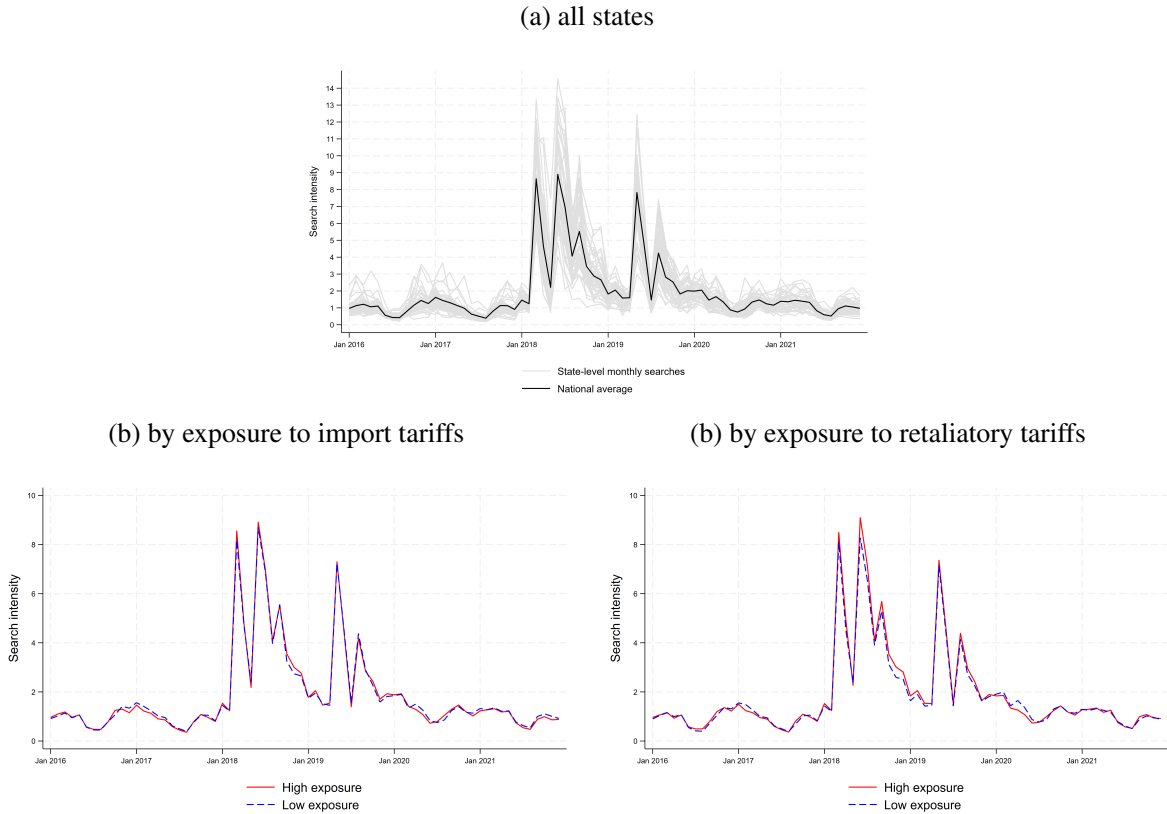 (a) all states
14
13
12
11
10
9
8
7
6
5
4
3
2
1
0
Search intensity
Jan 2016 Jan 2017 Jan 2018 Jan 2019 Jan 2020 Jan 2021
State-level monthly searches
National average
(b) by exposure to import tariffs
10
8
6
4
2
0
Search intensity
Jan 2016 Jan 2017 Jan 2018 Jan 2019 Jan 2020 Jan 2021
High exposure
Low exposure
(b) by exposure to retaliatory tariffs
10
8
6
4
2
0
Search intensity
Jan 2016 Jan 2017 Jan 2018 Jan 2019 Jan 2020 Jan 2021
High exposure
Low exposure